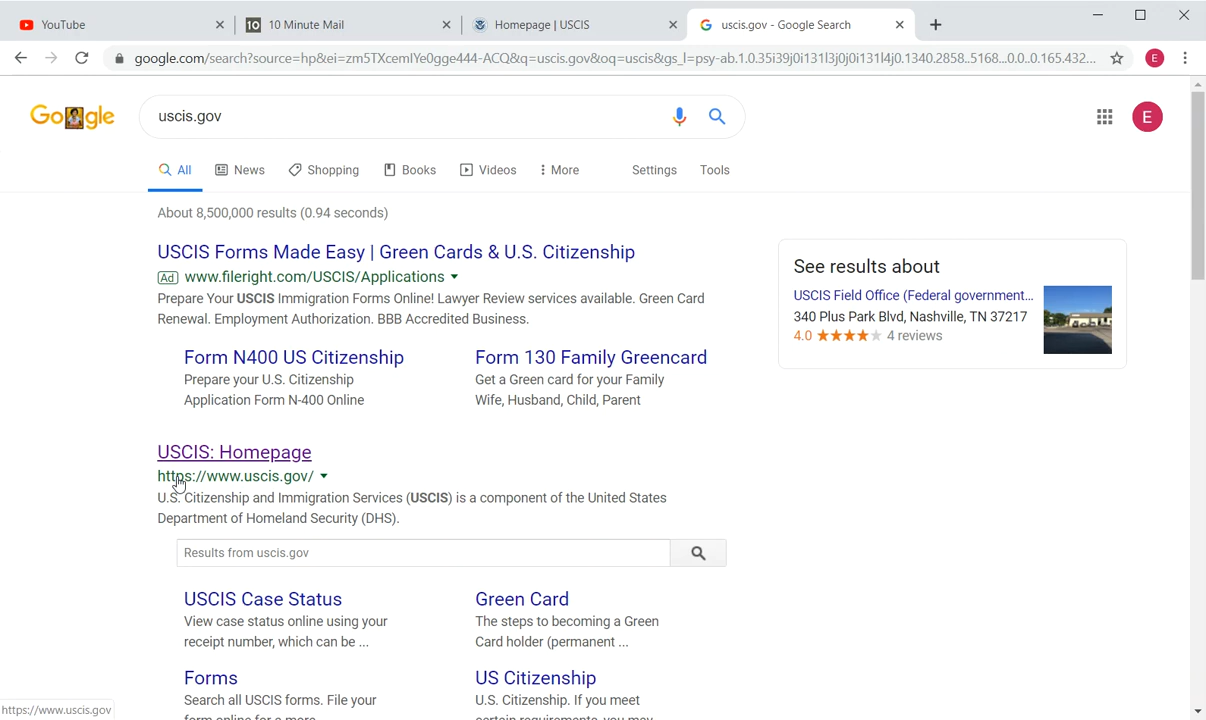 YouTube
10 10 Minute Mail
Homepage | USCIS
uscis.gov - Google Search
google.com/search?source=hp&ei=zm5TXcemIYe0gge444-ACQ&q=uscis.gov&oq=uscis&gs_l=psy-ab.1.0.35i39j0i131l3j0j0i131l4j0.1340.2858..5168...0.0..0.165.432...
E
Google
uscis.gov
E
All
News
Shopping
Books
Videos
More
Settings
Tools
About 8,500,000 results (0.94 seconds)
USCIS Forms Made Easy | Green Cards & U.S. Citizenship
Ad www.fileright.com/USCIS/Applications
Prepare Your USCIS Immigration Forms Online! Lawyer Review services available. Green Card
Renewal. Employment Authorization. BBB Accredited Business.
Form N400 US Citizenship
Prepare your U.S. Citizenship
Application Form N-400 Online
Form 130 Family Greencard
Get a Green card for your Family
Wife, Husband, Child, Parent
USCIS: Homepage
https://www.uscis.gov/
U.S. Citizenship and Immigration Services (USCIS) is a component of the United States
Department of Homeland Security (DHS).
Results from uscis.gov
USCIS Case Status
View case status online using your
receipt number, which can be ...
Green Card
The steps to becoming a Green
Card holder (permanent ...
Forms
Search all USCIS forms. File your
form online for a more
US Citizenship
U.S. Citizenship. If you meet
certain requirements, you may
See results about
USCIS Field Office (Federal government...
340 Plus Park Blvd, Nashville, TN 37217
4.0 4 reviews
https://www.uscis.gov